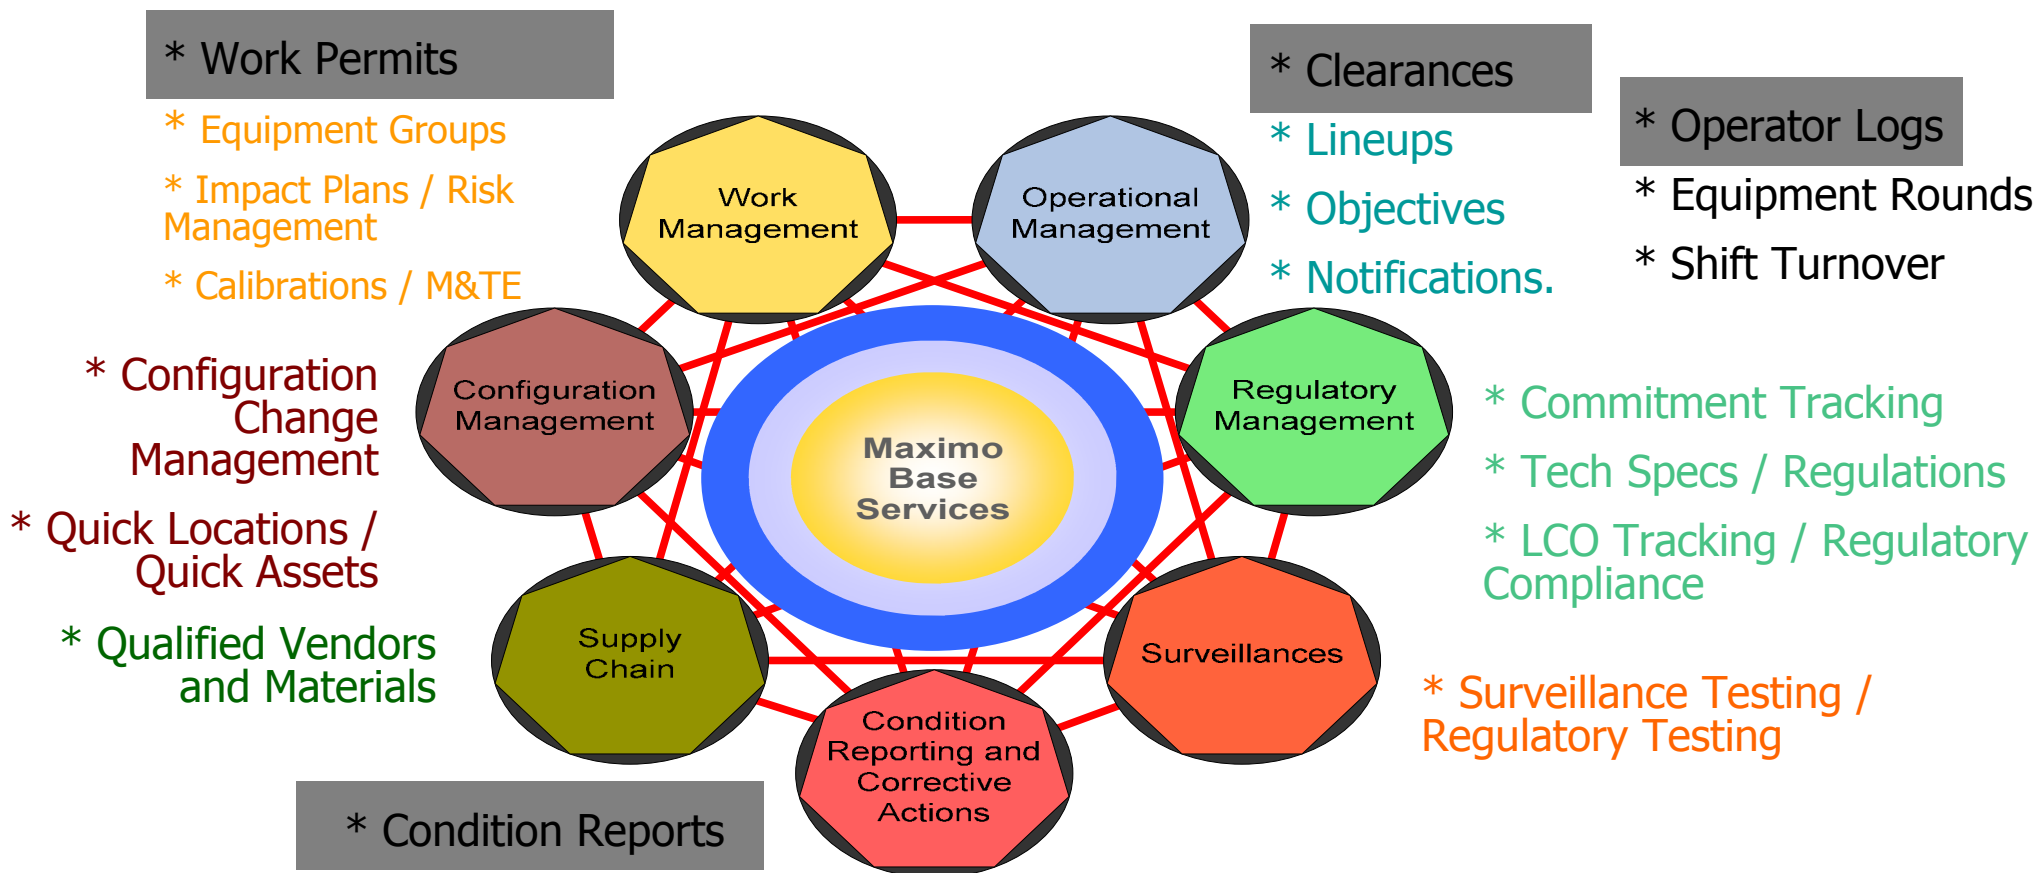 * Work Permits
* Equipment Groups
* Impact Plans / Risk
Management
* Calibrations / M&TE
* Clearances
* Lineups
* Objectives
* Notifications.
* Operator Logs
* Equipment Rounds
* Shift Turnover
Work
Management
Operational
Management
Configuration
Management
Regulatory
Management
Maximo
Base
Services
Supply
Chain
Surveillances
Condition
Reporting and
Corrective
Actions
* Configuration
Change
Management
* Quick Locations /
Quick Assets
* Qualified Vendors
and Materials
* Commitment Tracking
* Tech Specs / Regulations
* LCO Tracking / Regulatory
Compliance
* Surveillance Testing /
Regulatory Testing
* Condition Reports